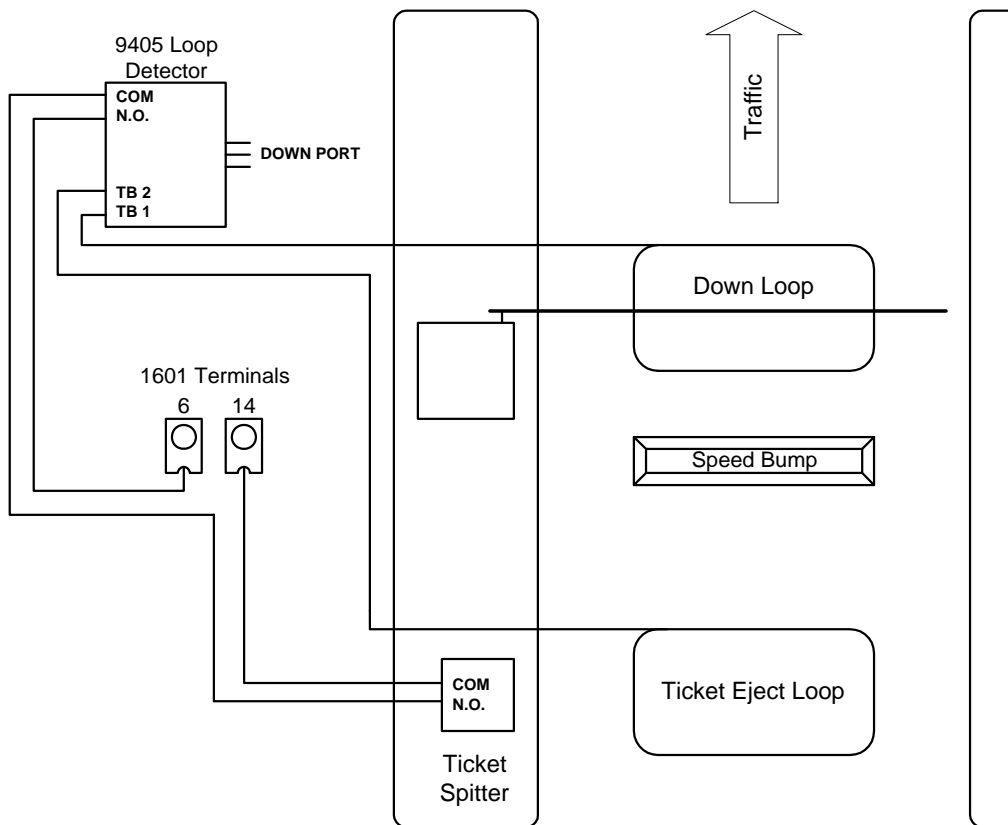 9405 Loop
Detector
COM
N.O.
DOWN PORT
TB 2
TB 1
Traffic
Down Loop
1601 Terminals
6 14
Speed Bump
COM
N.O.
Ticket Eject Loop
Ticket
Spitter